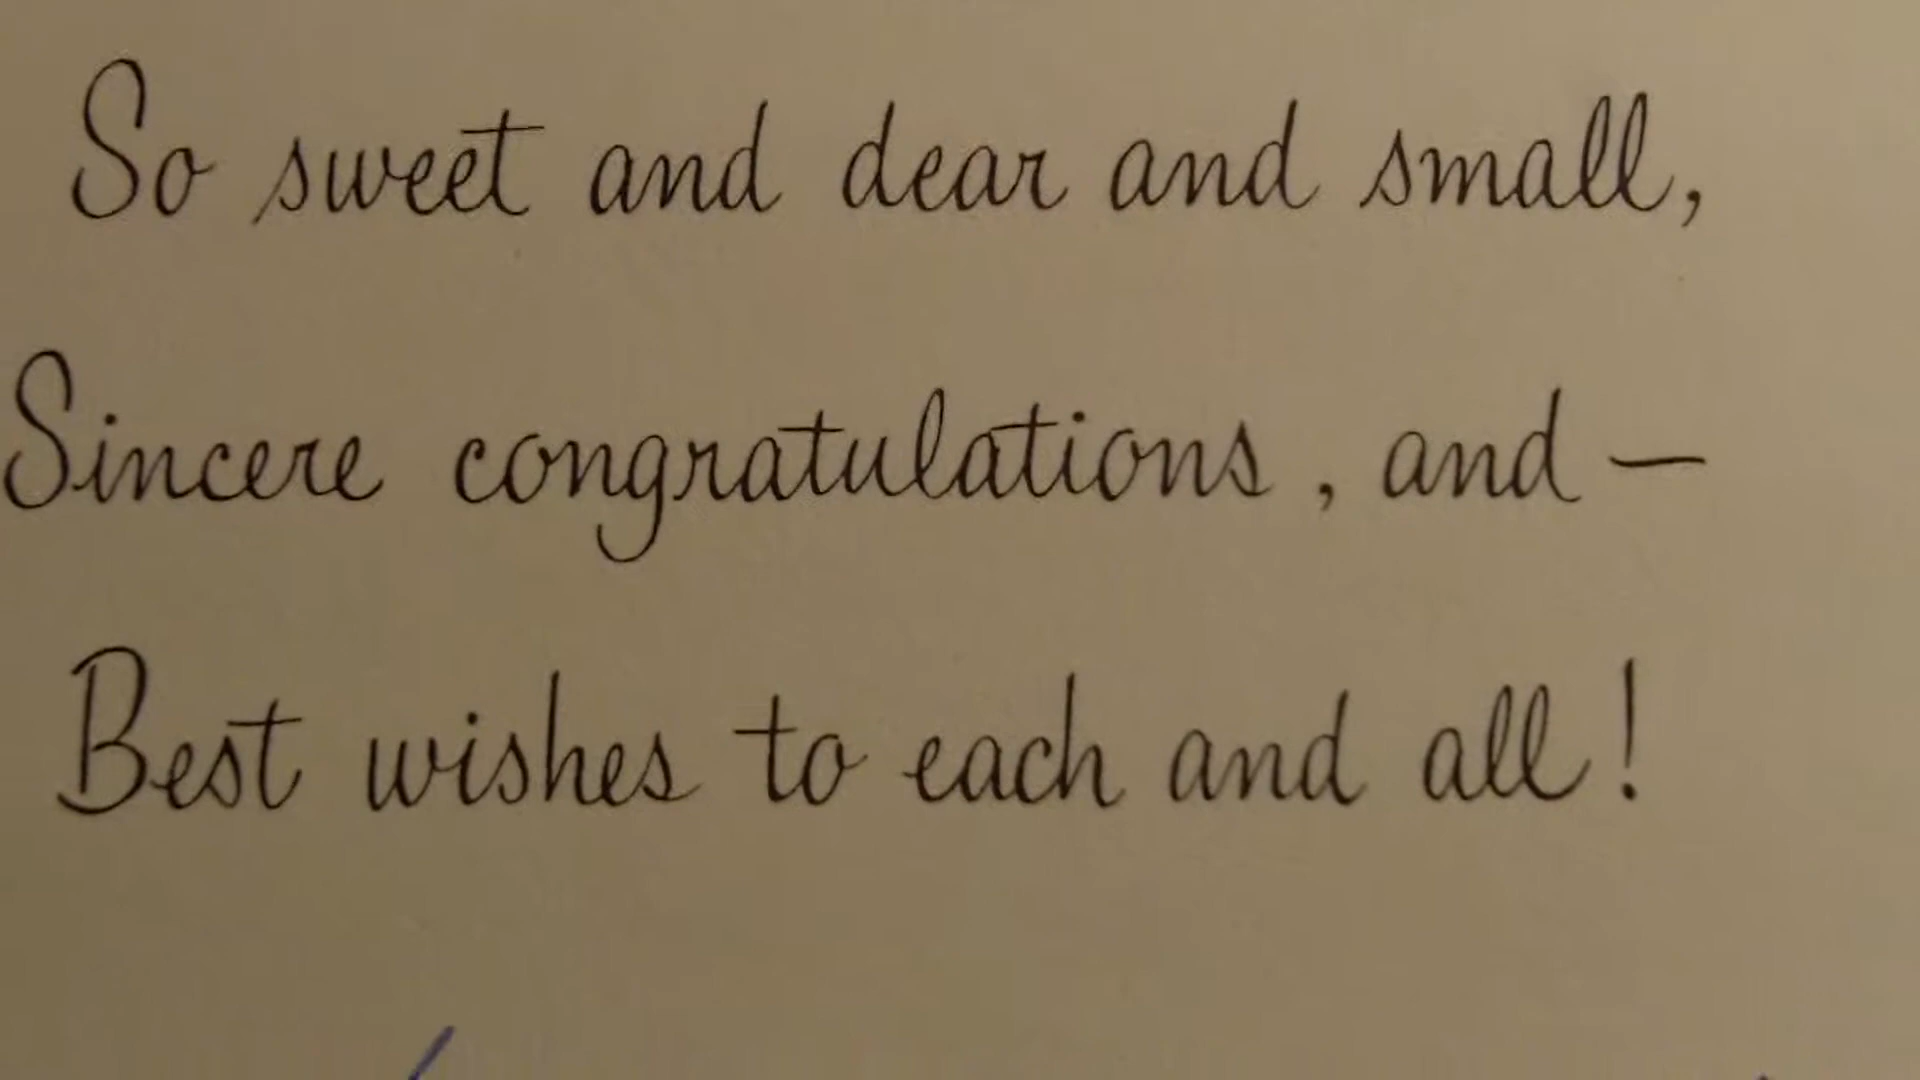 So sweet and dear and small,
Sincere congratulations, and —
Best wishes to each and all!